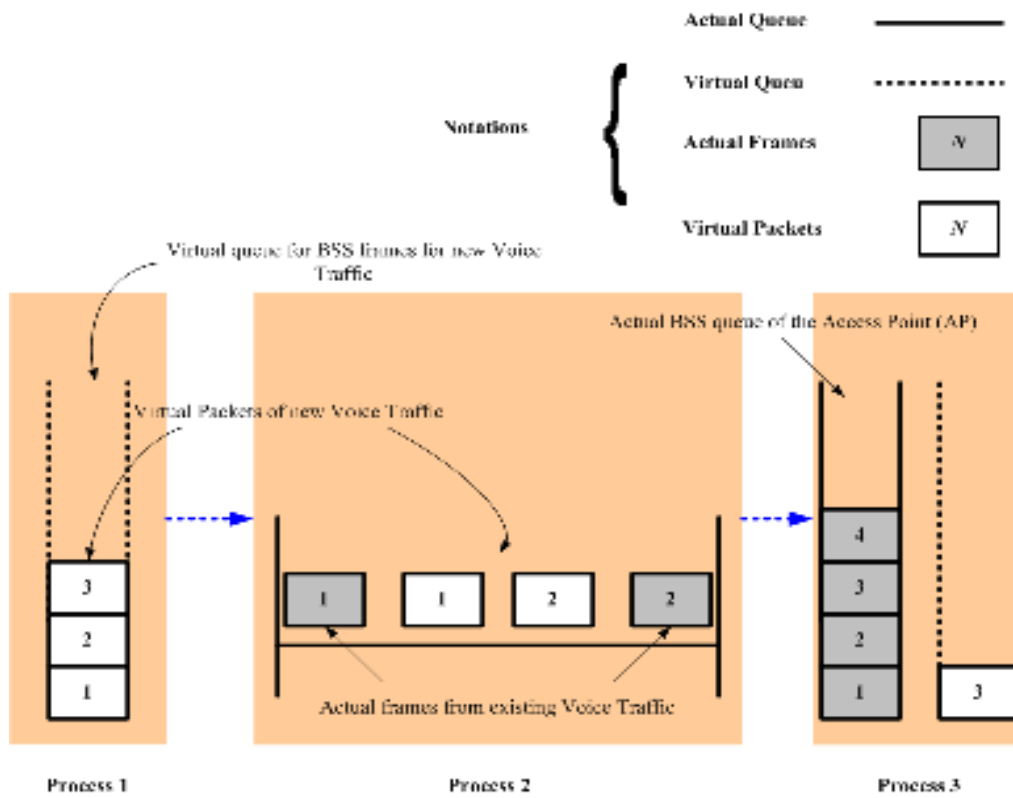 Actual Queue
Virtual Queu
Notations
Actual Frames
N
Virtual Packets
N
Virtual queue for BSS frames for new Voice
Traffic
Actual BSS queue of the Access Point (AP)
Virtual Packets of new Voice Traffic
3
2
1
1
1
2
2
4
3
2
1
3
Actual frames from existing Voice Traffic
Process 1
Process 2
Process 3